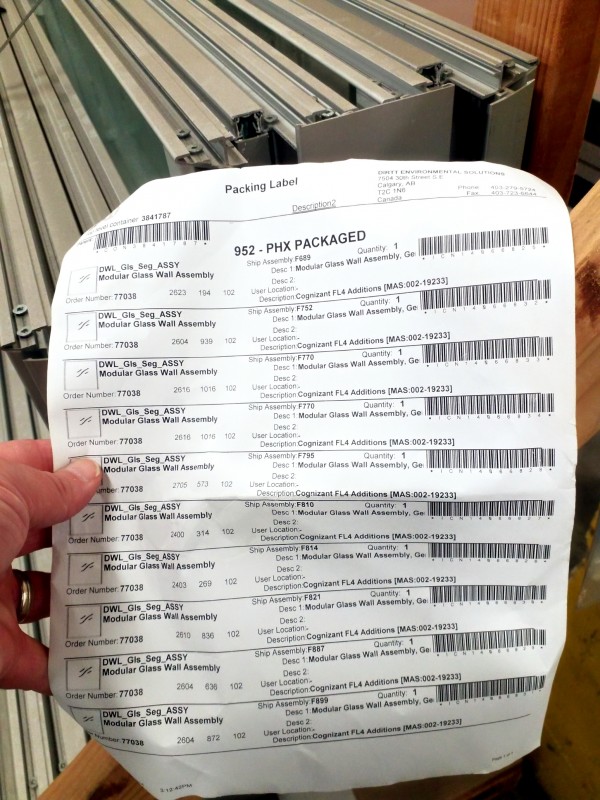 Packing Label
Description2
DIRTT ENVIRONMENTAL SOLUTIONS
7504 30th Street S.E.
Calgary, AB
T2C 1N6
Canada
Phone:
Fax:
container: 3841787
952 - PHX PACKAGED
DWL_Gls_Seg_ASSY
Modular Glass Wall Assembly
Order Number: 77038 2623 194 102
Ship Assembly:F689 Quantity: 1
Desc 1:Modular Glass Wall Assembly, Ge
Desc 2:
User Location:-
Description:Cognizant FL4 Additions [MAS:002-19233]
DWL_Gls_Seg_ASSY
Modular Glass Wall Assembly
Order Number: 77038 2604 939 102
Ship Assembly:F752 Quantity: 1
Desc 1:Modular Glass Wall Assembly, Ge
Desc 2:
User Location:-
Description:Cognizant FL4 Additions [MAS:002-19233]
DWL_Gls_Seg_ASSY
Modular Glass Wall Assembly
Order Number: 77038 2616 1016 102
Ship Assembly:F770 Quantity: 1
Desc 1:Modular Glass Wall Assembly, Ge
Desc 2:
User Location:-
Description:Cognizant FL4 Additions [MAS:002-19233]
DWL_Gls_Seg_ASSY
Modular Glass Wall Assembly
Order Number: 77038 2616 1016 102
Ship Assembly:F770 Quantity: 1
Desc 1:Modular Glass Wall Assembly, Ge
Desc 2:
User Location:-
Description:Cognizant FL4 Additions [MAS:002-19233]
DWL_Gls_Seg_ASSY
Modular Glass Wall Assembly
77038 2705 573 102
Ship Assembly:F795 Quantity: 1
Desc 1:Modular Glass Wall Assembly, Ge
Desc 2:
User Location:-
Description:Cognizant FL4 Additions [MAS:002-19233]
DWL_Gls_Seg_ASSY
Modular Glass Wall Assembly
Order Number: 77038 2400 314 102
Ship Assembly:F810 Quantity: 1
Desc 1:Modular Glass Wall Assembly, Ge
Desc 2:
User Location:-
Description:Cognizant FL4 Additions [MAS:002-19233]
DWL_Gls_Seg_ASSY
Modular Glass Wall Assembly
Order Number: 77038 2403 269 102
Ship Assembly:F814 Quantity: 1
Desc 1:Modular Glass Wall Assembly, Ge
Desc 2:
User Location:-
Description:Cognizant FL4 Additions [MAS:002-19233]
DWL_Gls_Seg_ASSY
Modular Glass Wall Assembly
Order Number: 77038 2610 836 102
Ship Assembly:F821 Quantity: 1
Desc 1:Modular Glass Wall Assembly, Ge
Desc 2:
User Location:-
Description:Cognizant FL4 Additions [MAS:002-19233]
DWL_Gls_Seg_ASSY
Modular Glass Wall Assembly
Order Number: 77038 2604 636 102
Ship Assembly:F887 Quantity: 1
Desc 1:Modular Glass Wall Assembly, Ge
Desc 2:
User Location:-
Description:Cognizant FL4 Additions [MAS:002-19233]
DWL_Gls_Seg_ASSY
Modular Glass Wall Assembly
77038 2604 872 102
Ship Assembly:F899 Quantity: 1
Desc 1:Modular Glass Wall Assembly, Ge
Desc 2:
User Location:-
Description:Cognizant FL4 Additions [MAS:002-19233]